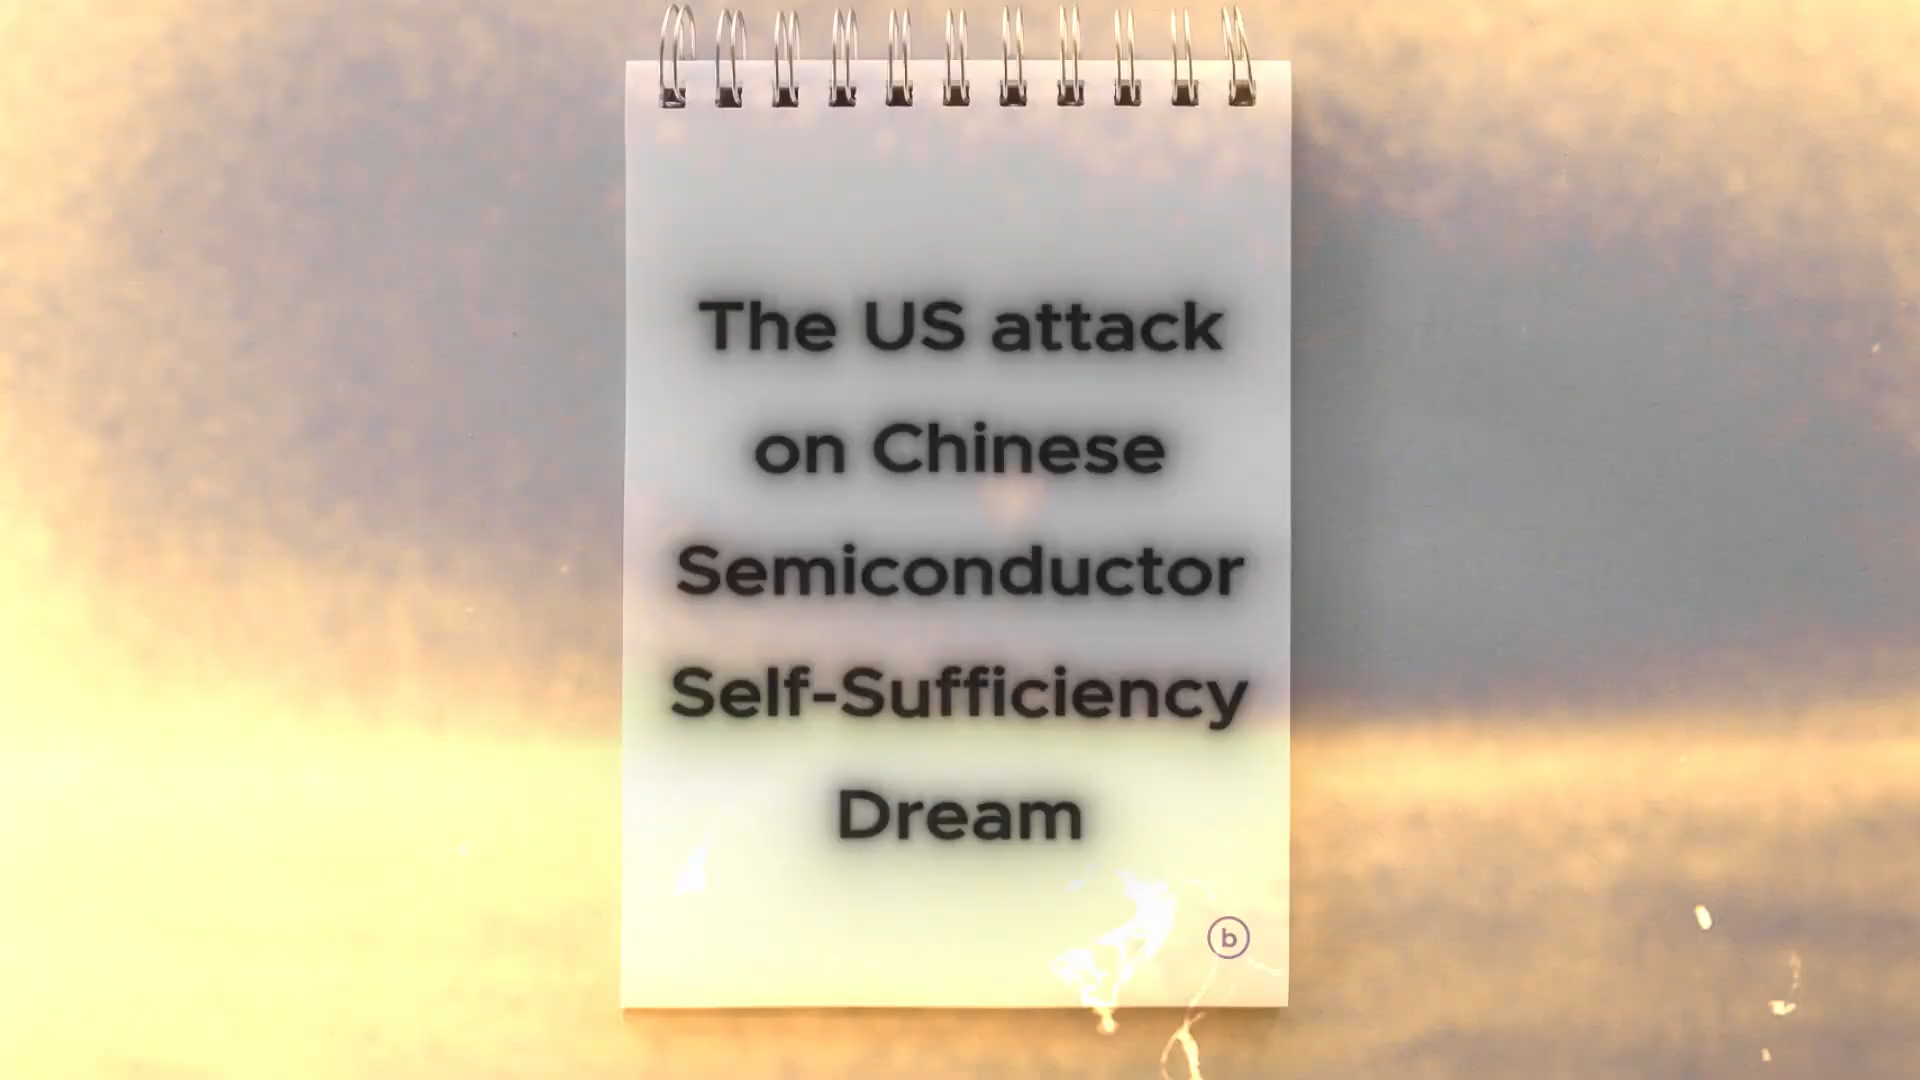 The US attack
on Chinese
Semiconductor
Self-Sufficiency
Dream
b